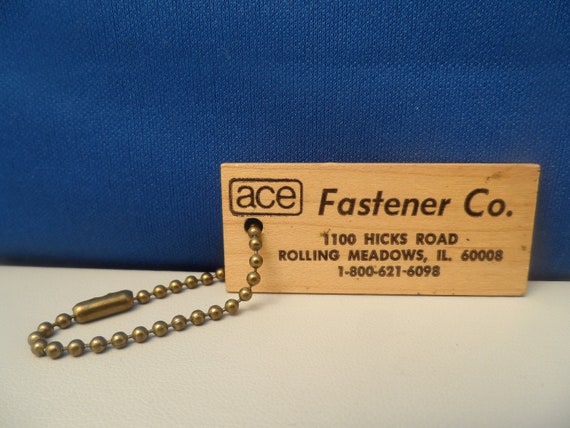 ace Fastener Co.
1100 HICKS ROAD
ROLLING MEADOWS, IL. 60008
1-800-621-6098